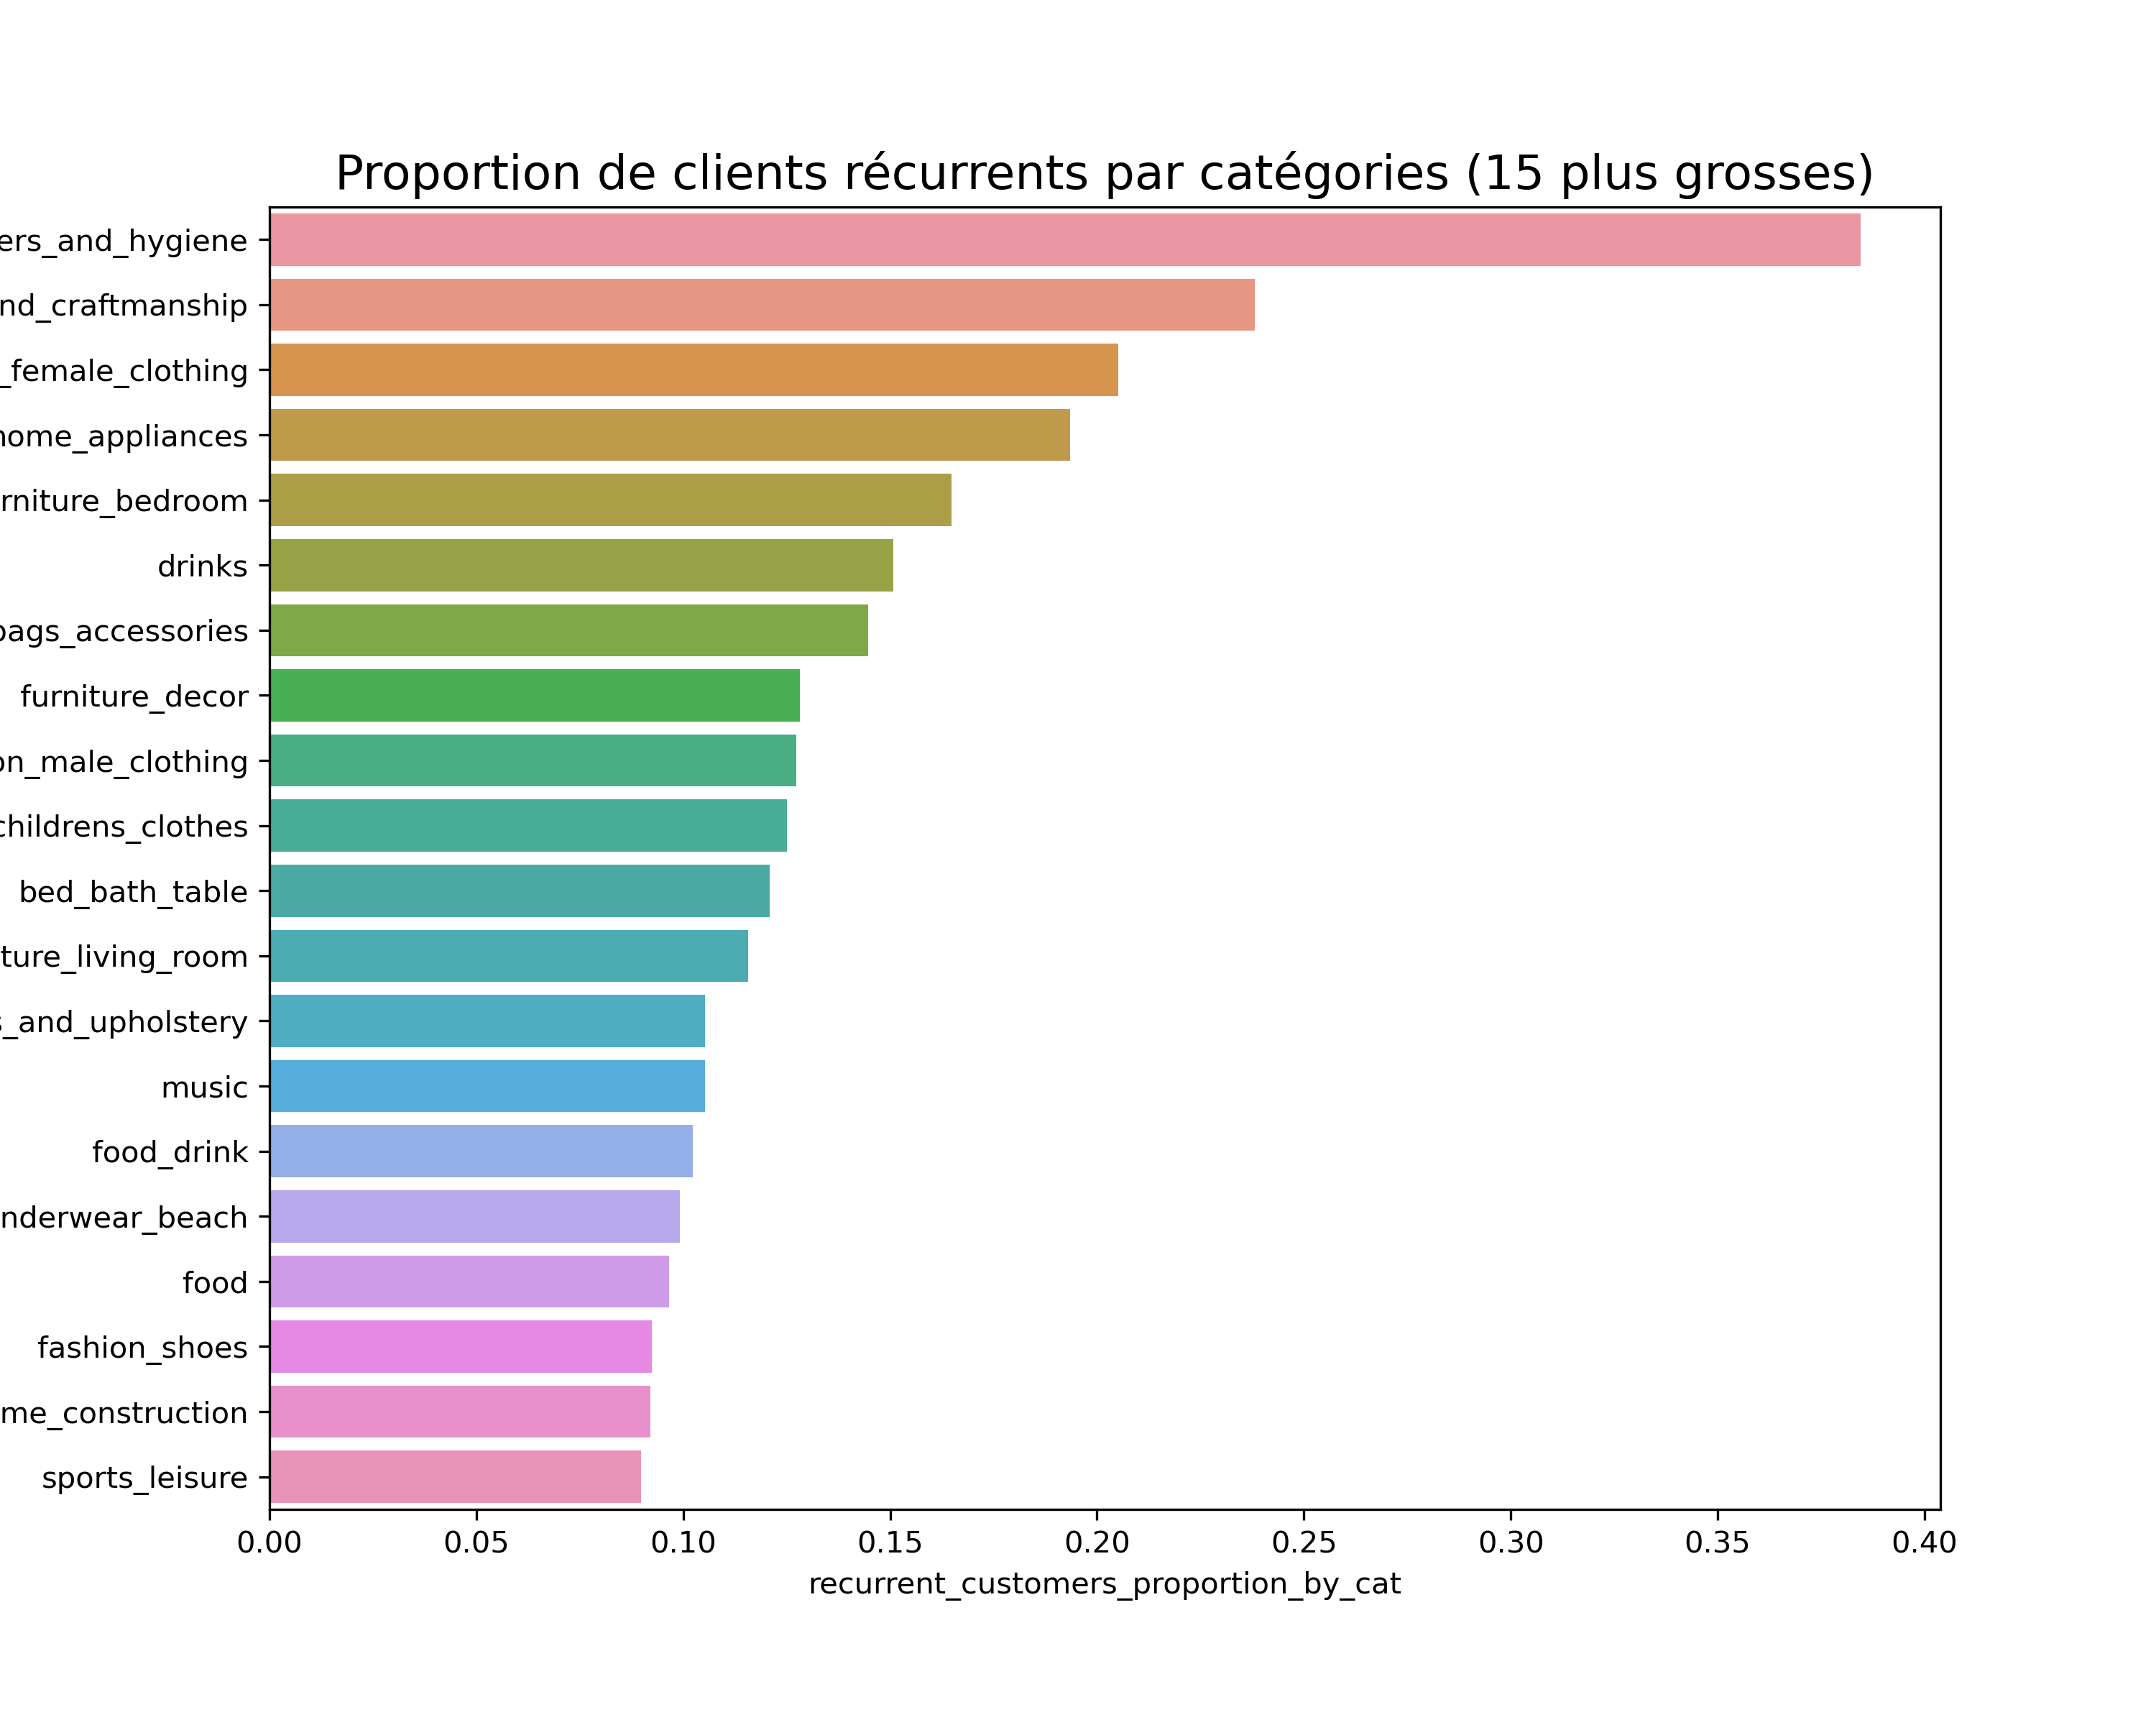 Proportion de clients récurrents par catégories (15 plus grosses)
ers_and_hygiene
nd_craftmanship
_female_clothing
home_appliances
rniture_bedroom
drinks
bags_accessories
furniture_decor
on_male_clothing
childrens_clothes
bed_bath_table
ture_living_room
s_and_upholstery
music
food_drink
nderwear_beach
food
fashion_shoes
me_construction
sports_leisure
0.00 0.05 0.10 0.15 0.20 0.25 0.30 0.35 0.40
recurrent_customers_proportion_by_cat